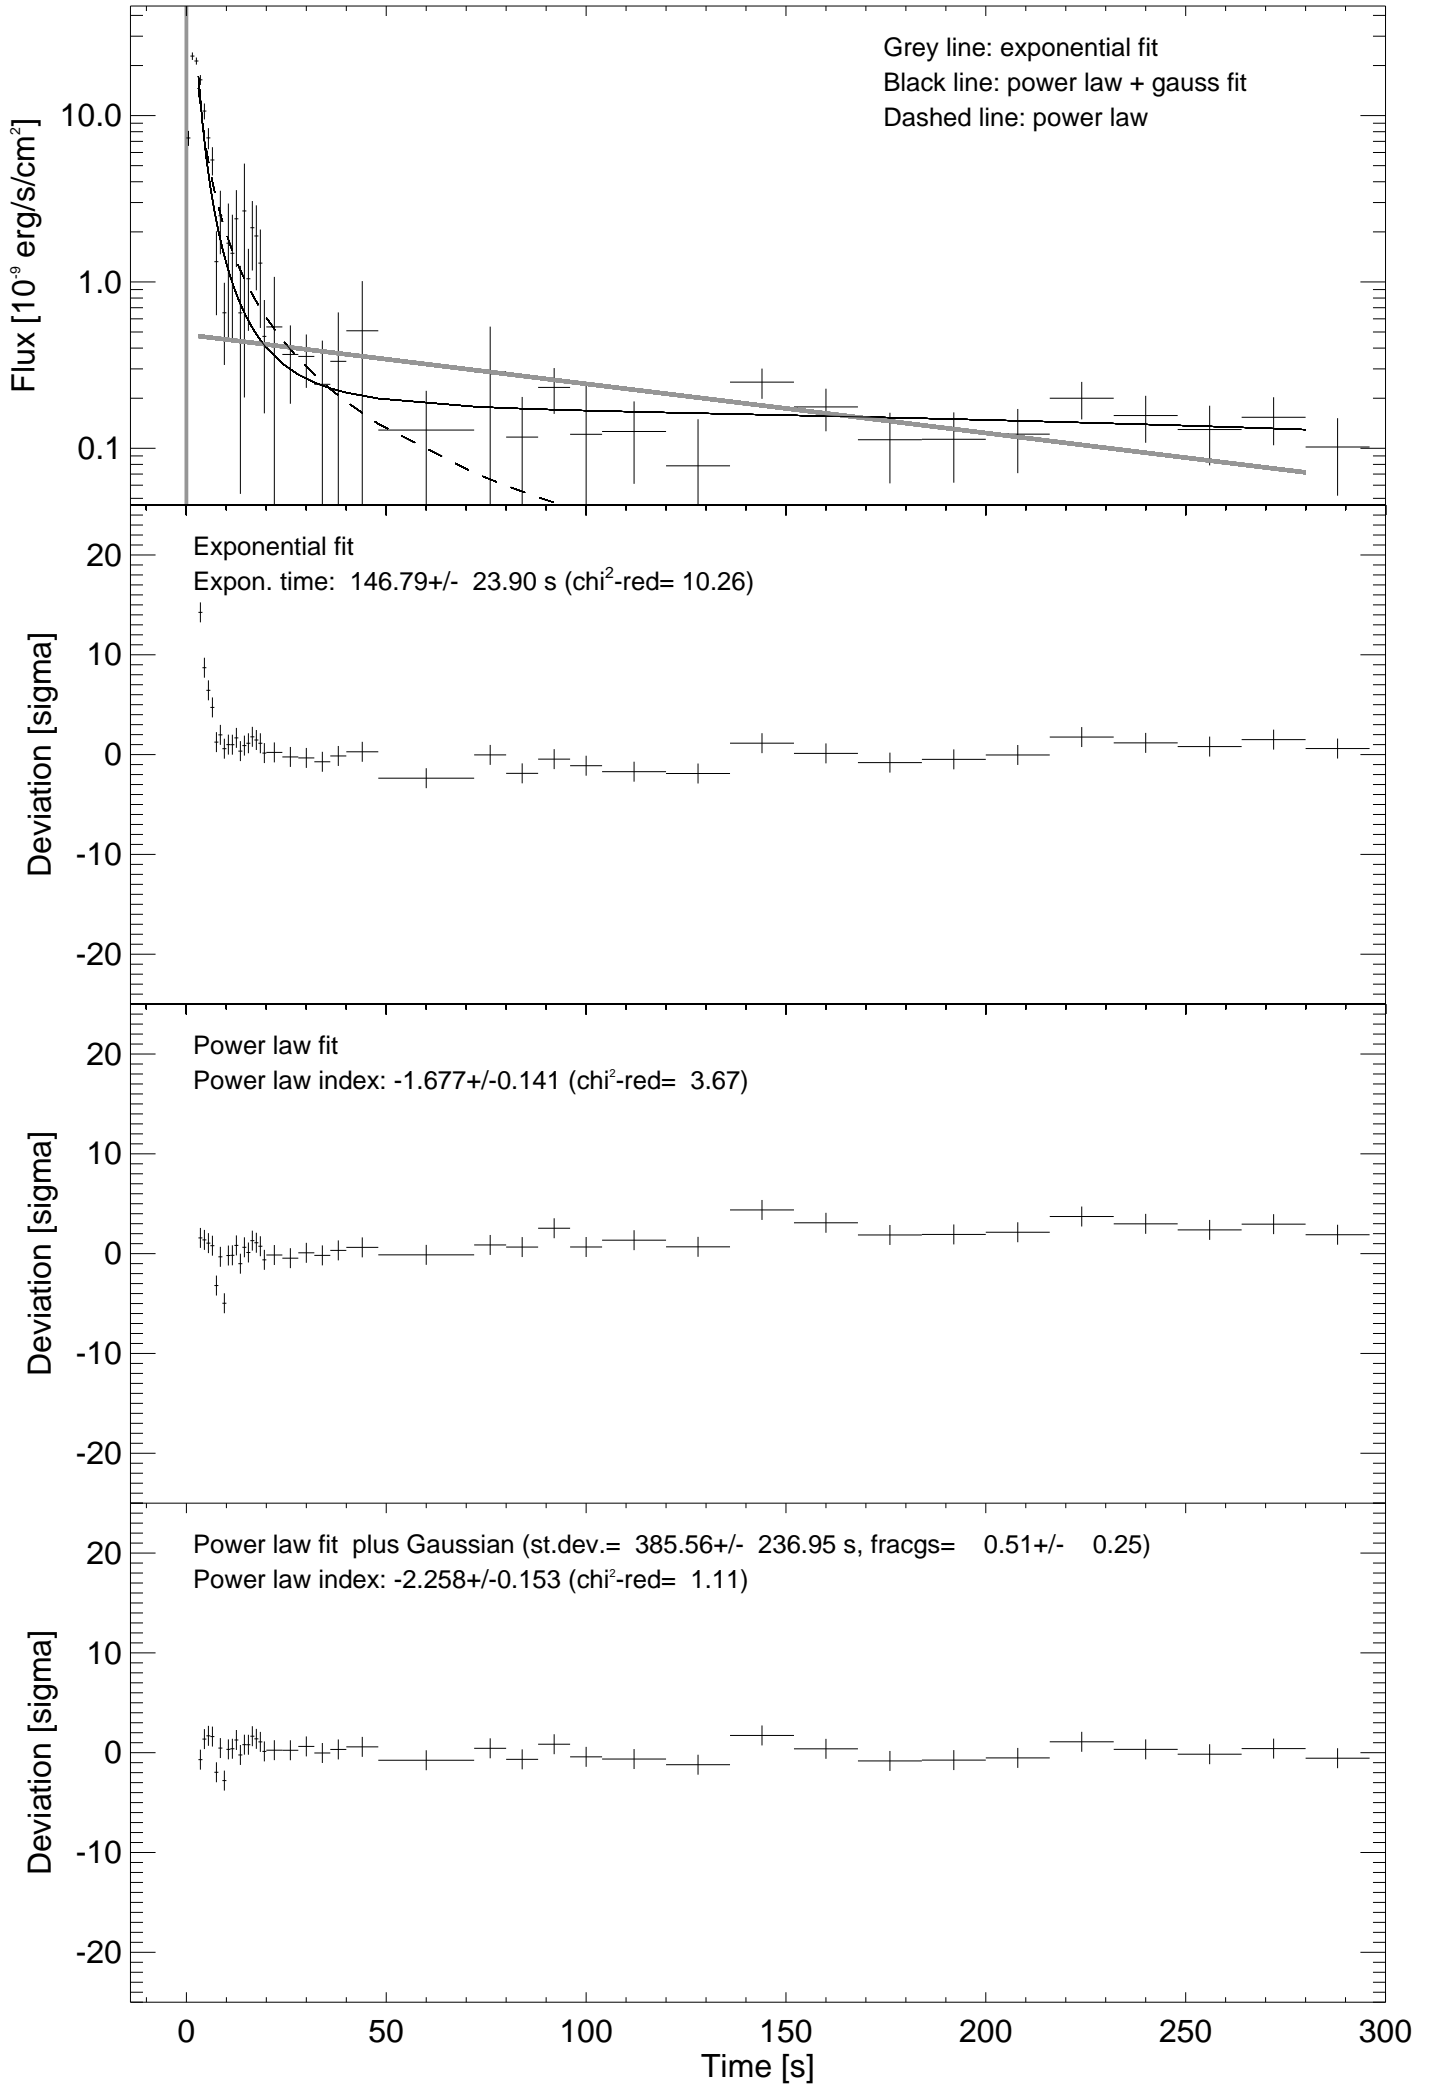 Grey line: exponential fit
Black line: power law + gauss fit
Dashed line: power law
Flux [10⁻⁹ erg/s/cm²]
10.0
1.0
0.1
Exponential fit
Expon. time:  146.79+/-  23.90 s (chi²-red= 10.26)
Deviation [sigma]
20
10
0
-10
-20
Power law fit
Power law index: -1.677+/-0.141 (chi²-red=  3.67)
Deviation [sigma]
20
10
0
-10
-20
Power law fit  plus Gaussian (st.dev.=  385.56+/-  236.95 s, fracgs=    0.51+/-    0.25)
Power law index: -2.258+/-0.153 (chi²-red=  1.11)
Deviation [sigma]
20
10
0
-10
-20
0 50 100 150 200 250 300
Time [s]